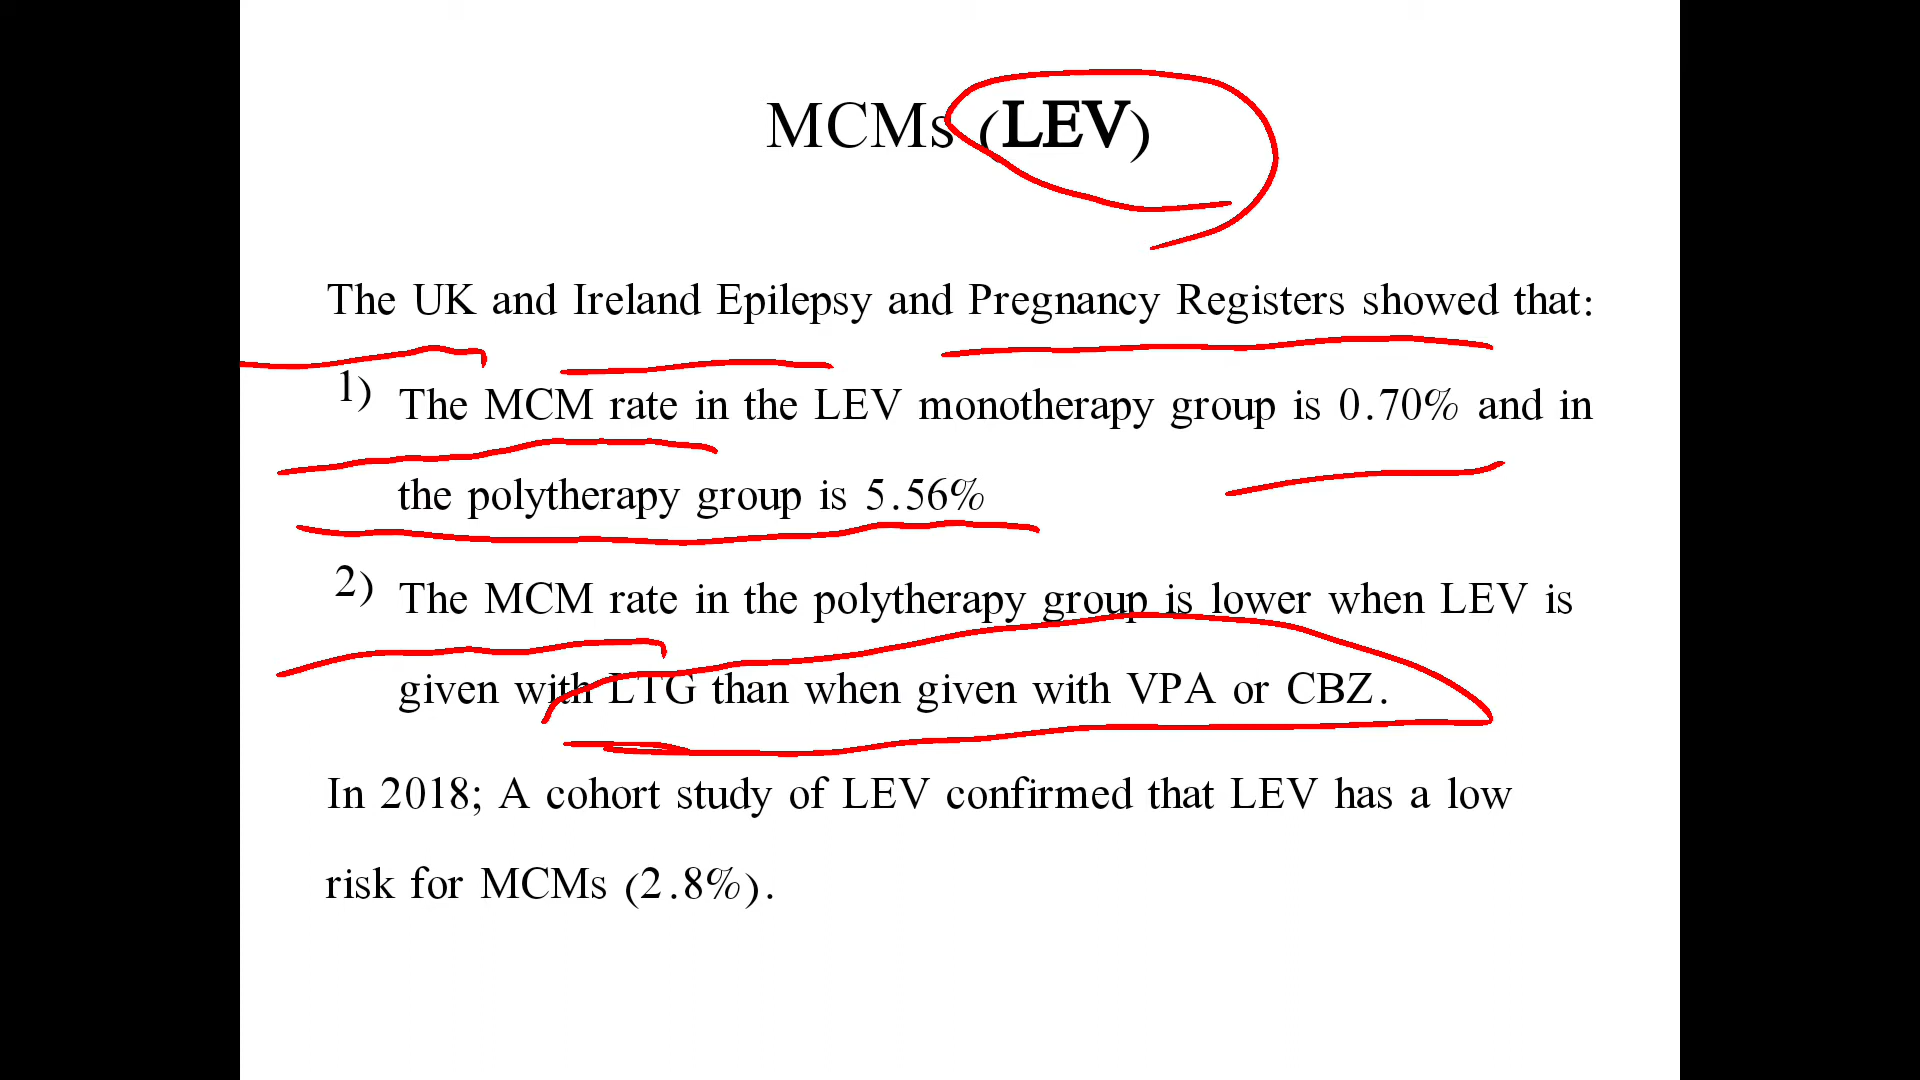 MCMs (LEV)
The UK and Ireland Epilepsy and Pregnancy Registers showed that:
1) The MCM rate in the LEV monotherapy group is 0.70% and in
the polytherapy group is 5.56%
2) The MCM rate in the polytherapy group is lower when LEV is
given with LTG than when given with VPA or CBZ.
In 2018; A cohort study of LEV confirmed that LEV has a low
risk for MCMs (2.8%).